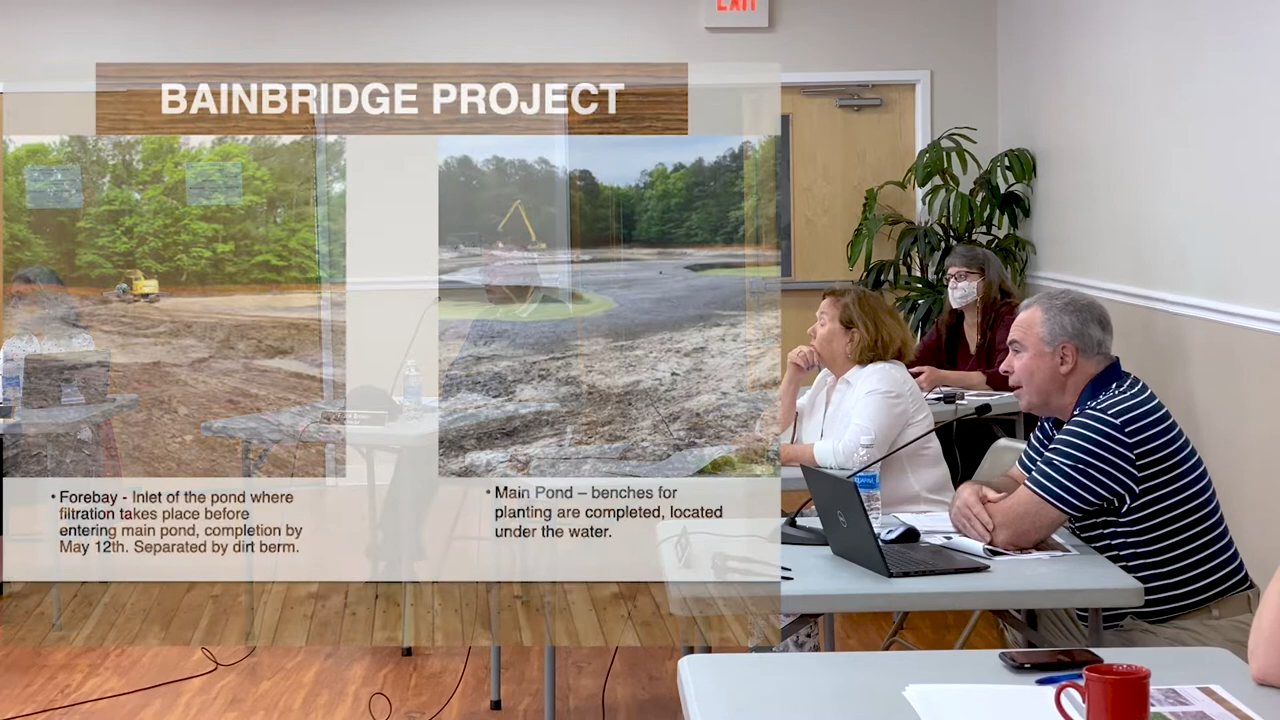 EXIT
BAINBRIDGE PROJECT
• Forebay - Inlet of the pond where
filtration takes place before
entering main pond, completion by
May 12th. Separated by dirt berm.
• Main Pond – benches for
planting are completed, located
under the water.
DELL